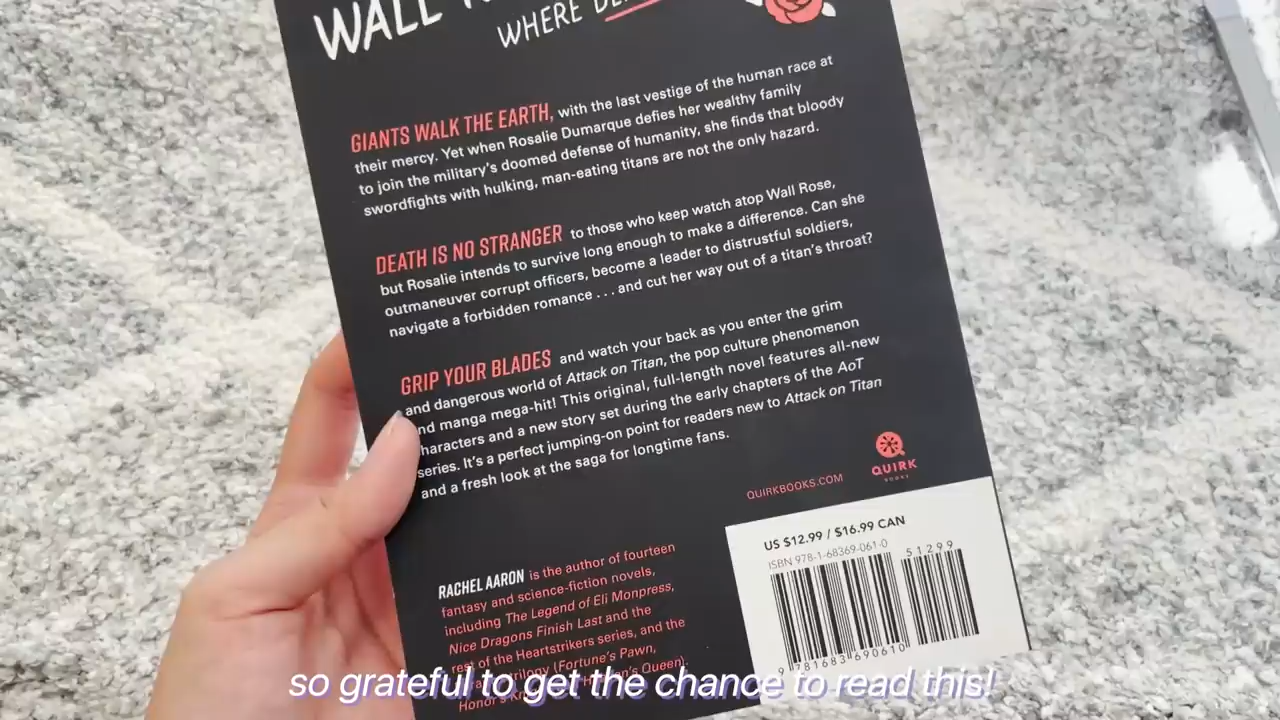 WALL
WHERE
GIANTS WALK THE EARTH, with the last vestige of the human race at
their mercy. Yet when Rosalie Dumarque defies her wealthy family
to join the military's doomed defense of humanity, she finds that bloody
swordfights with hulking, man-eating titans are not the only hazard.
DEATH IS NO STRANGER to those who keep watch atop Wall Rose,
but Rosalie intends to survive long enough to make a difference. Can she
outmaneuver corrupt officers, become a leader to distrustful soldiers,
navigate a forbidden romance . . . and cut her way out of a titan's throat?
GRIP YOUR BLADES and watch your back as you enter the grim
and dangerous world of Attack on Titan, the pop culture phenomenon
nd manga mega-hit! This original, full-length novel features all-new
haracters and a new story set during the early chapters of the AoT
series. It's a perfect jumping-on point for readers new to Attack on Titan
and a fresh look at the saga for longtime fans.
QUIRKBOOKS.COM
QUIRK
BOOKS
US $12.99 / $16.99 CAN
ISBN 978-1-68369-061-0
51299
9 781683 690610
RACHEL AARON is the author of fourteen
fantasy and science-fiction novels,
including The Legend of Eli Monpress,
Nice Dragons Finish Last and the
rest of the Heartstrikers series, and the
trilogy (Fortune's Pawn,
Honor's Queen).
so grateful to get the chance to read this!